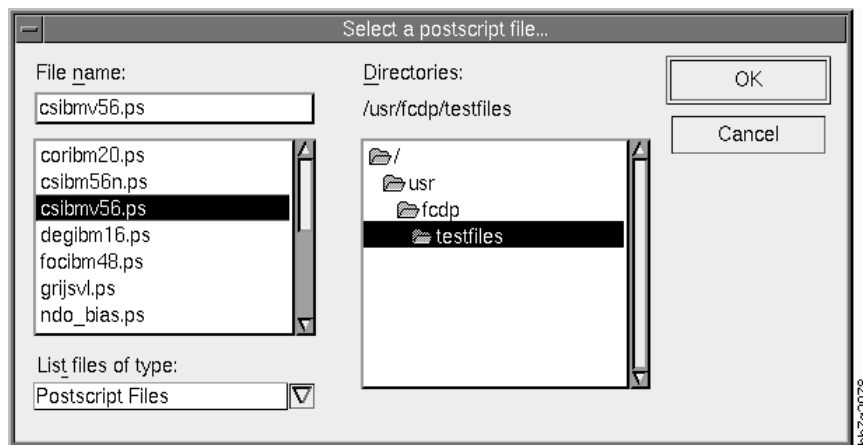 Select a postscript file...
File name:
csibmv56.ps
coribm20.ps
csibm56n.ps
csibmv56.ps
degibm16.ps
focibm48.ps
grijsvl.ps
ndo_bias.ps
List files of type:
Postscript Files
Directories:
/usr/fcdp/testfiles
/
usr
fcdp
testfiles
OK
Cancel